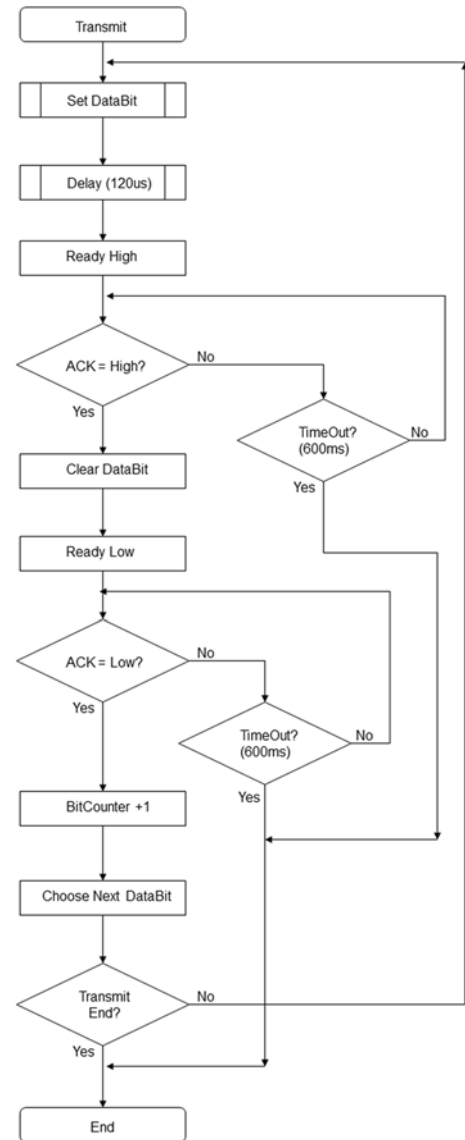 Transmit
Set DataBit
Delay (120us)
Ready High
ACK = High?
No
Yes
TimeOut?
(600ms)
No
Yes
Clear DataBit
Ready Low
ACK = Low?
No
Yes
TimeOut?
(600ms)
No
Yes
BitCounter +1
Choose Next DataBit
Transmit
End?
No
Yes
End